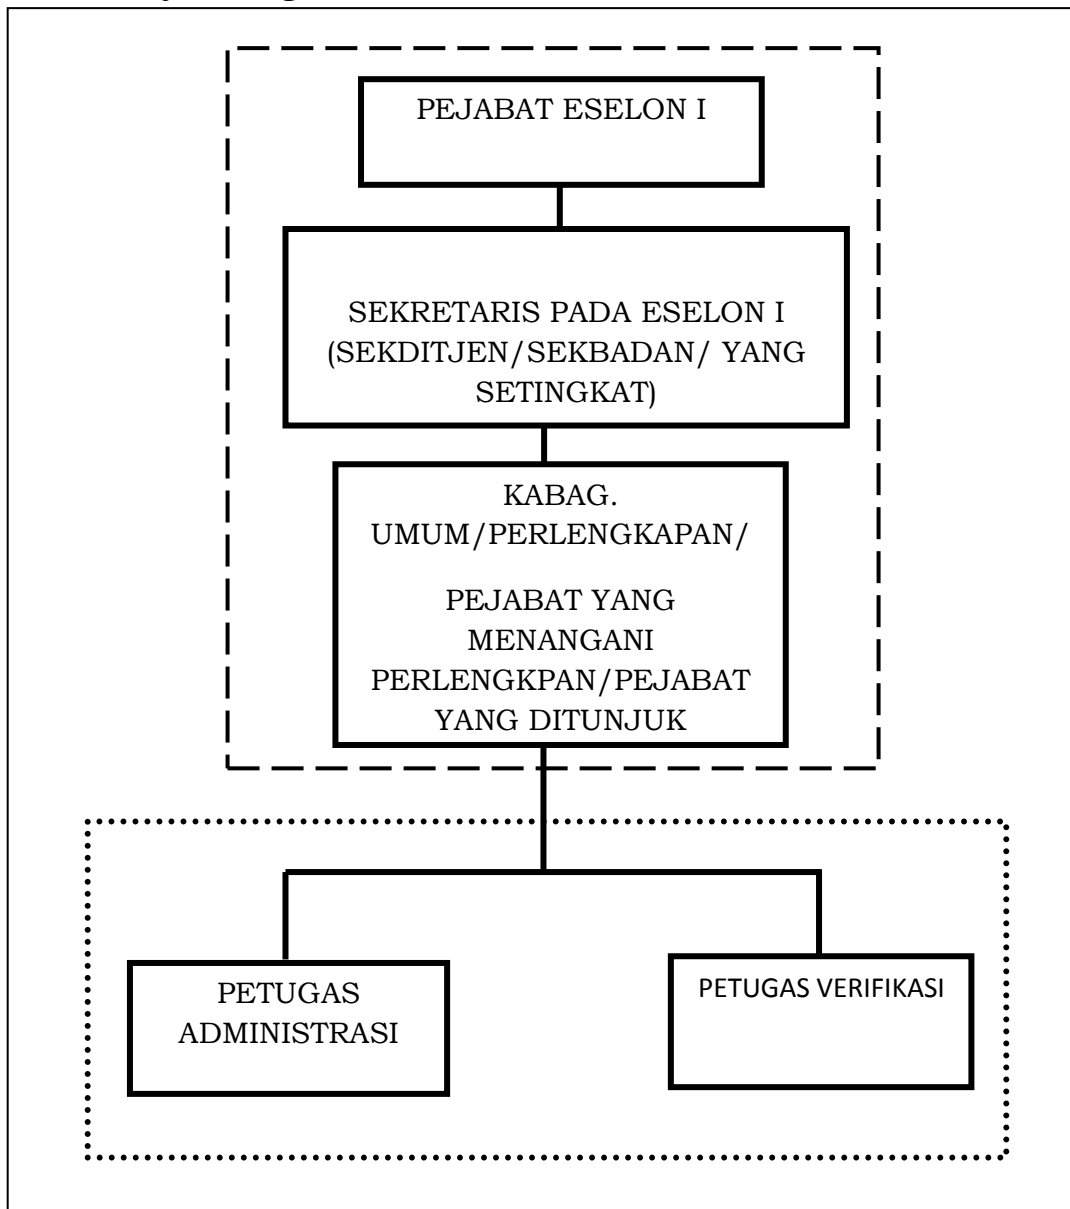 PEJABAT ESELON I
SEKRETARIS PADA ESELON I
(SEKDITJEN/SEKBADAN/ YANG
SETINGKAT)
KABAG.
UMUM/PERLENGKAPAN/
PEJABAT YANG
MENANGANI
PERLENGKPAN/PEJABAT
YANG DITUNJUK
PETUGAS
ADMINISTRASI
PETUGAS VERIFIKASI